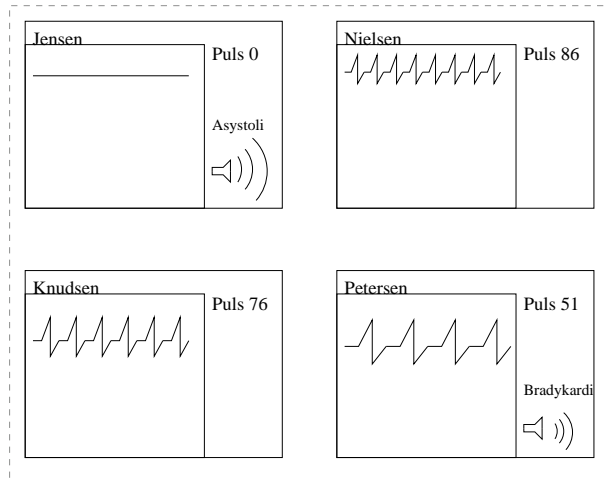 Jensen
Puls 0
Asystoli
Nielsen
Puls 86
Knudsen
Puls 76
Petersen
Puls 51
Bradykardi